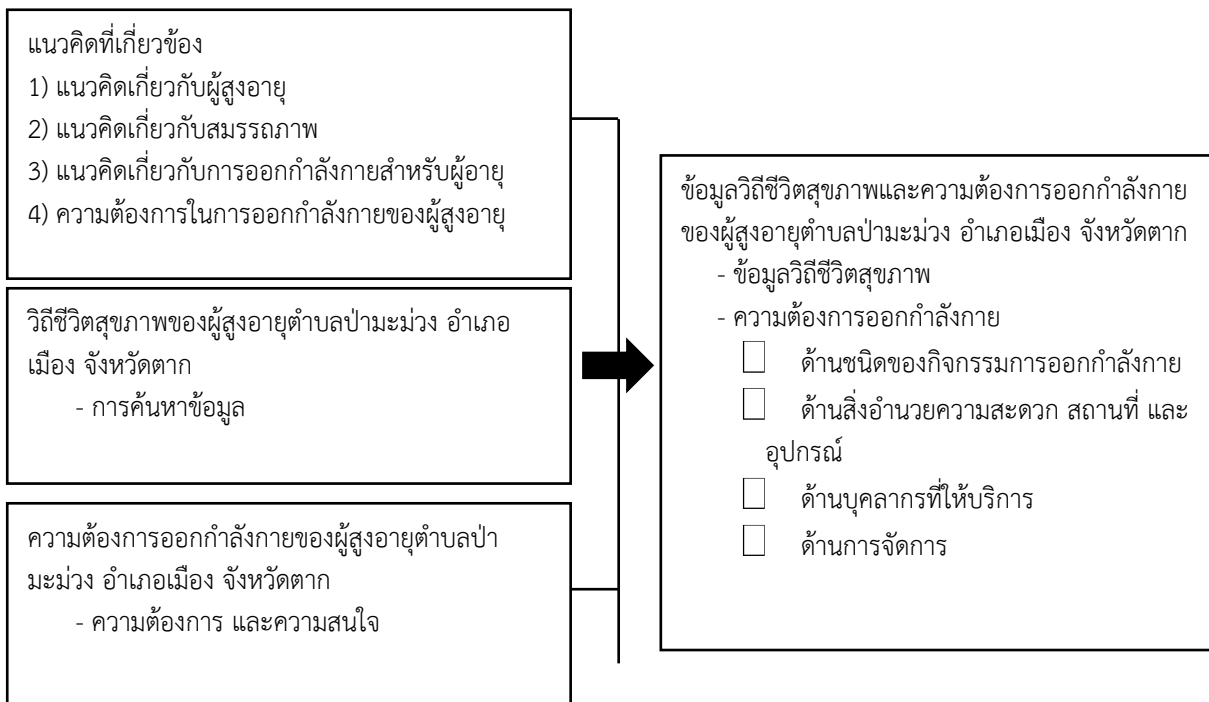 แนวคิดที่เกี่ยวข้อง
1) แนวคิดเกี่ยวกับผู้สูงอายุ
2) แนวคิดเกี่ยวกับสมรรถภาพ
3) แนวคิดเกี่ยวกับการออกกำลังกายสำหรับผู้อายุ
4) ความต้องการในการออกกำลังกายของผู้สูงอายุ
วิถีชีวิตสุขภาพของผู้สูงอายุตำบลป่ามะม่วง อำเภอ
เมือง จังหวัดตาก
- การค้นหาข้อมูล
ความต้องการออกกำลังกายของผู้สูงอายุตำบลป่า
มะม่วง อำเภอเมือง จังหวัดตาก
- ความต้องการ และความสนใจ
ข้อมูลวิถีชีวิตสุขภาพและความต้องการออกกำลังกาย
ของผู้สูงอายุตำบลป่ามะม่วง อำเภอเมือง จังหวัดตาก
- ข้อมูลวิถีชีวิตสุขภาพ
- ความต้องการออกกำลังกาย
ด้านชนิดของกิจกรรมการออกกำลังกาย
ด้านสิ่งอำนวยความสะดวก สถานที่ และ
อุปกรณ์
ด้านบุคลากรที่ให้บริการ
ด้านการจัดการ